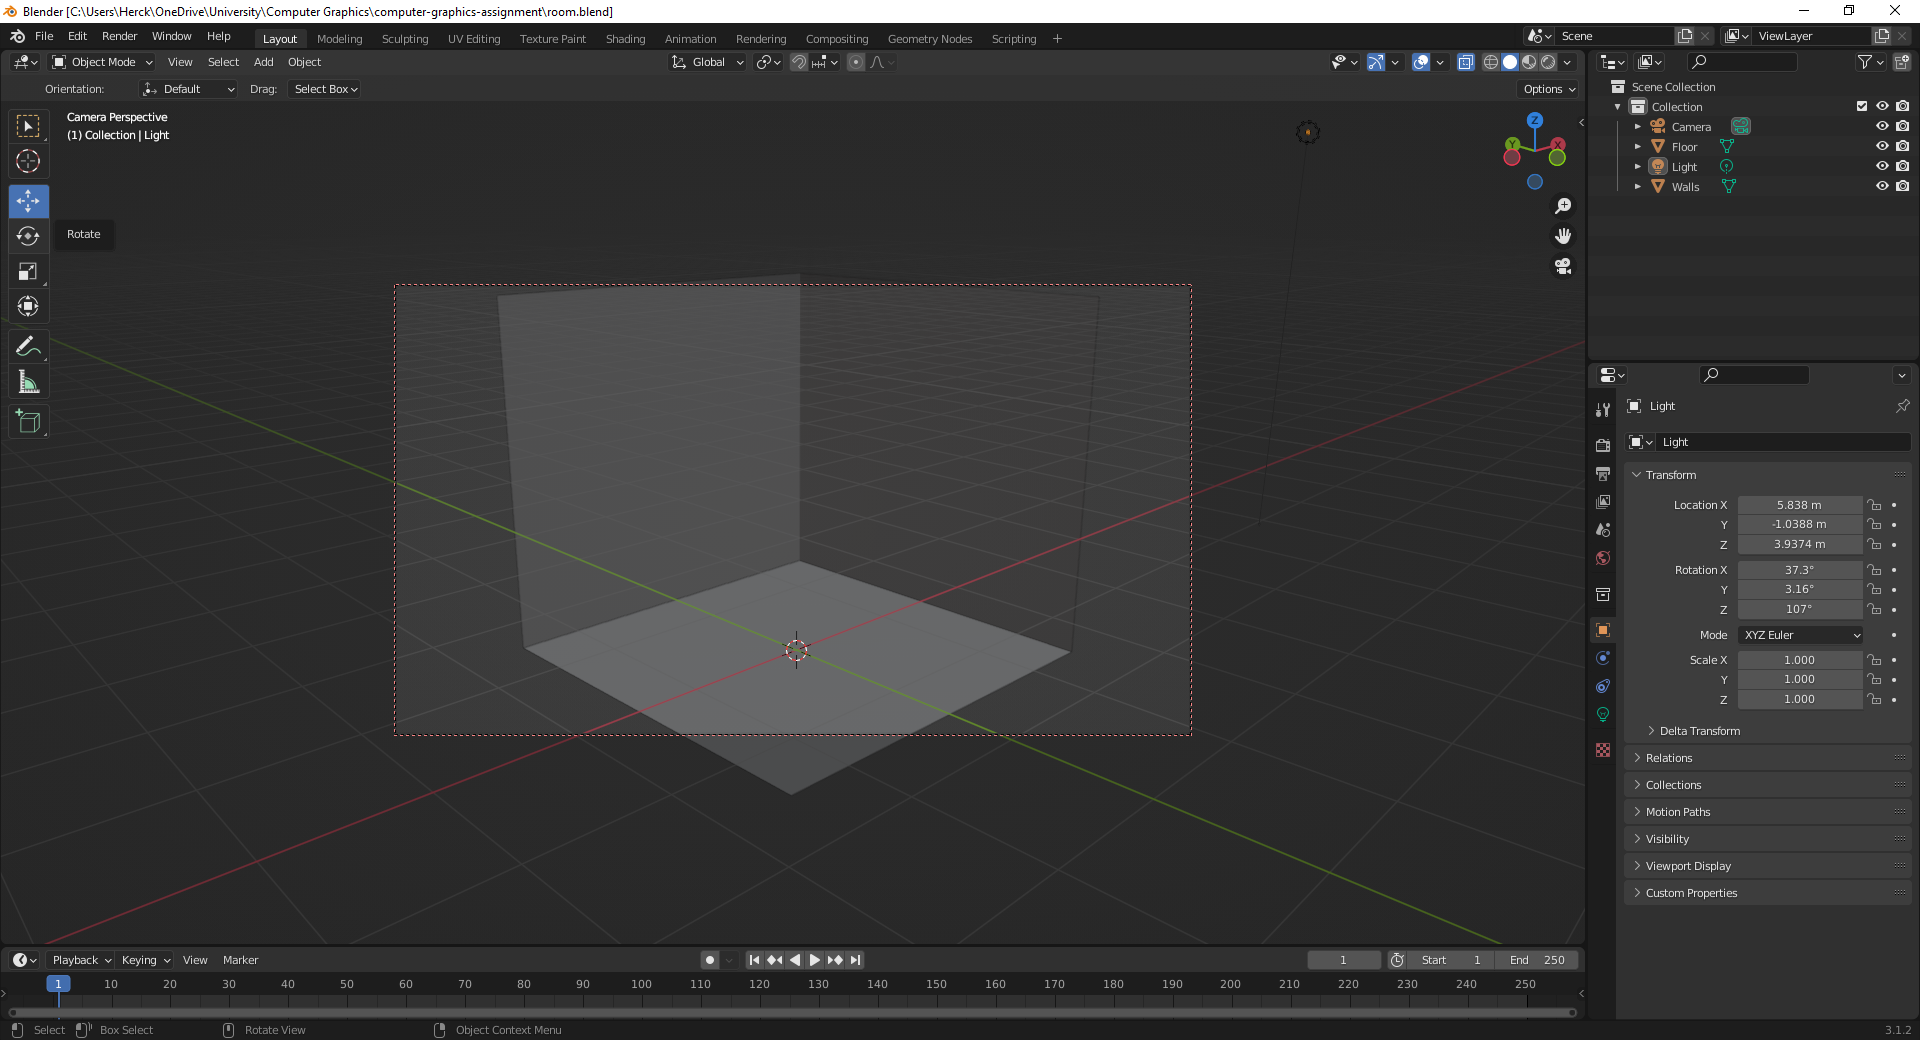 Blender [C:\Users\Herck\OneDrive\University\Computer Graphics\computer-graphics-assignment\room.blend]
File Edit Render Window Help Layout Modeling Sculpting UV Editing Texture Paint Shading Animation Rendering Compositing Geometry Nodes Scripting + Scene ViewLayer
Object Mode View Select Add Object Global
Orientation: Default Drag: Select Box Options
Camera Perspective
(1) Collection | Light
Rotate
Z
Y
X
Scene Collection
Collection
Camera
Floor
Light
Walls
Light
Light
Transform
Location X 5.838 m
Y -1.0388 m
Z 3.9374 m
Rotation X 37.3°
Y 3.16°
Z 107°
Mode XYZ Euler
Scale X 1.000
Y 1.000
Z 1.000
Delta Transform
Relations
Collections
Motion Paths
Visibility
Viewport Display
Custom Properties
Playback Keying View Marker 1 Start 1 End 250
1 10 20 30 40 50 60 70 80 90 100 110 120 130 140 150 160 170 180 190 200 210 220 230 240 250
Select Box Select Rotate View Object Context Menu 3.1.2